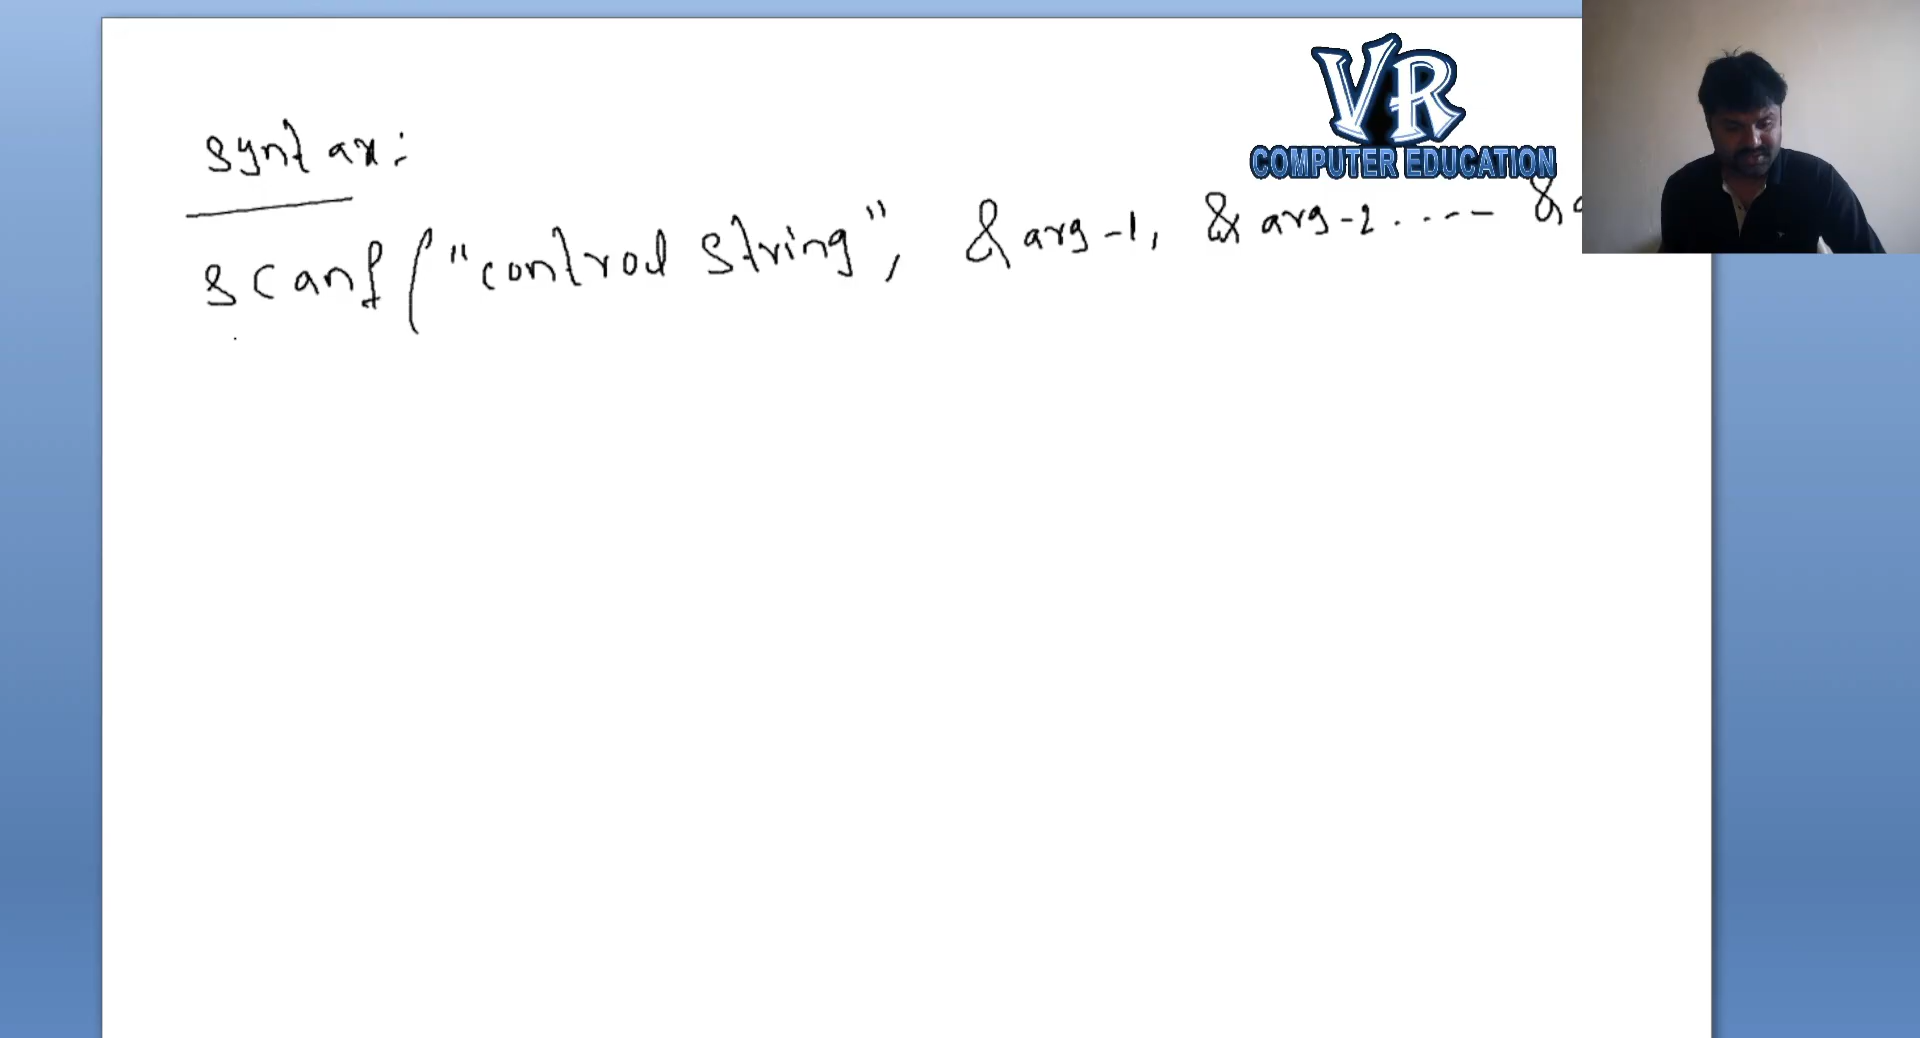 VR
COMPUTER EDUCATION
syntax:
scanf("control string", &arg-1, &arg-2.---- &